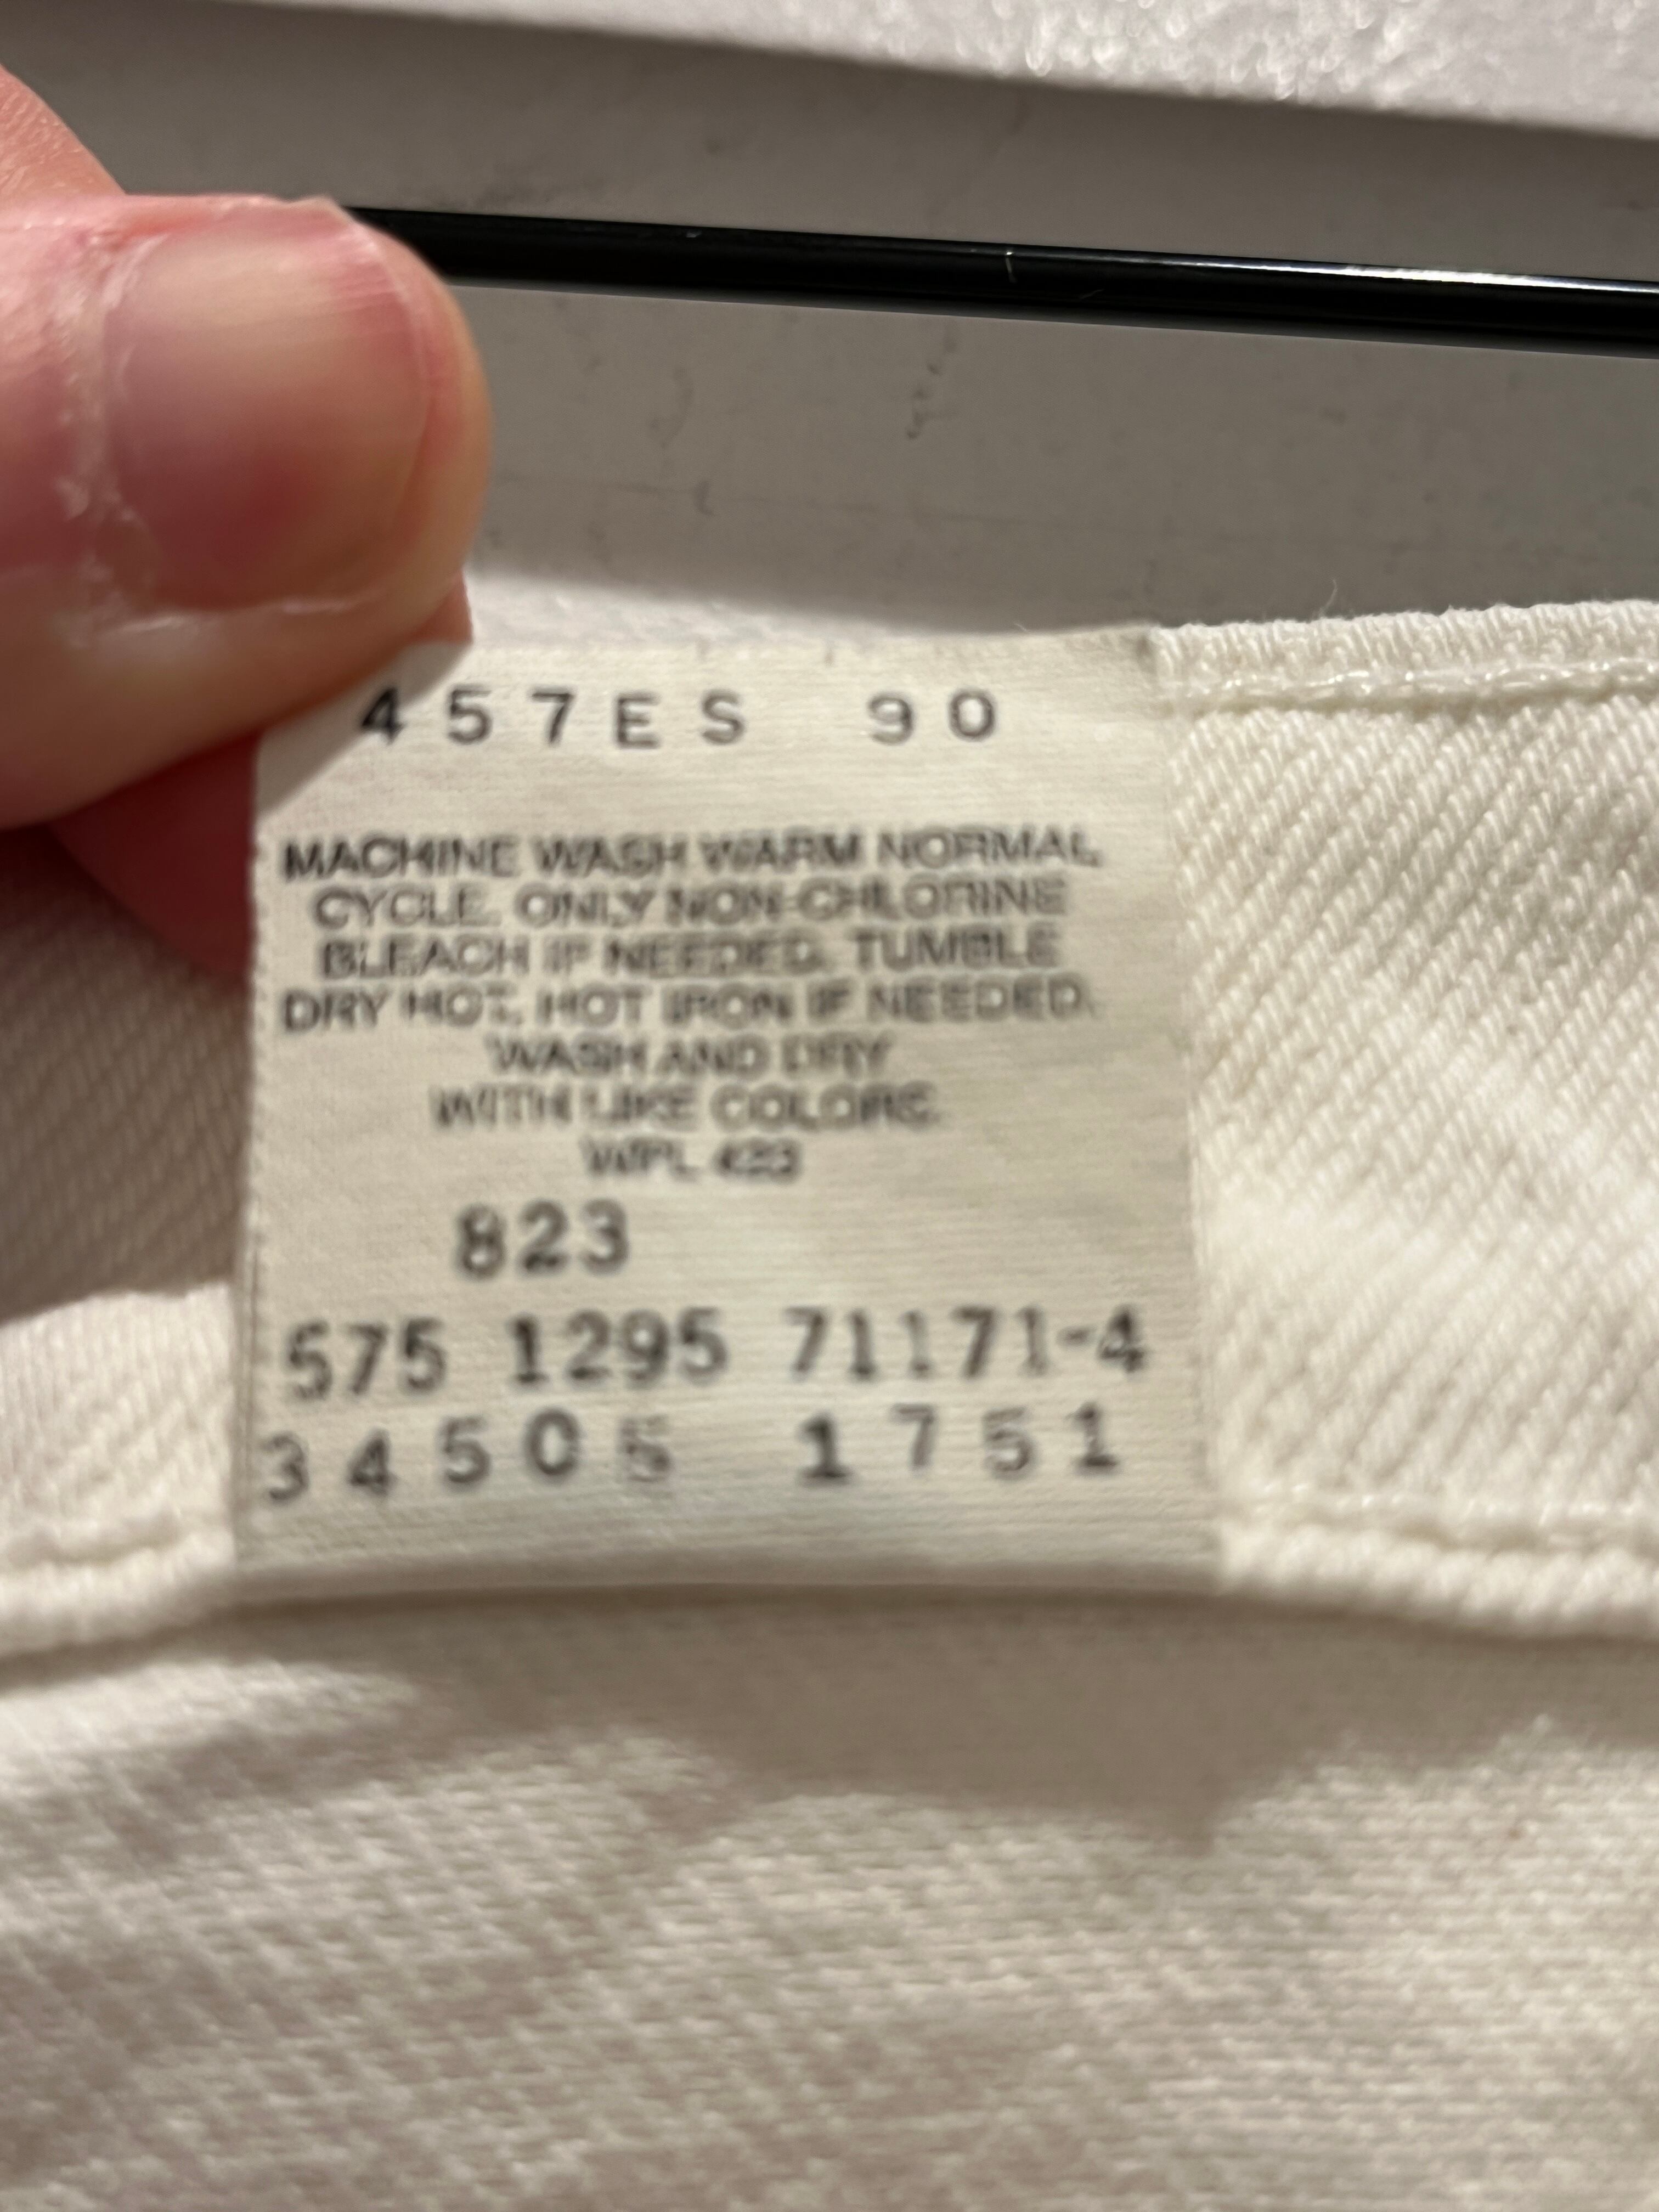 457ES 90
MACHINE WASH WARM NORMAL
CYCLE. ONLY NON-CHLORINE
BLEACH IF NEEDED. TUMBLE
DRY HOT. HOT IRON IF NEEDED.
WASH AND DRY
WITH LIKE COLORS.
WPL 423
823
575 1295 71171-4
34505 1751